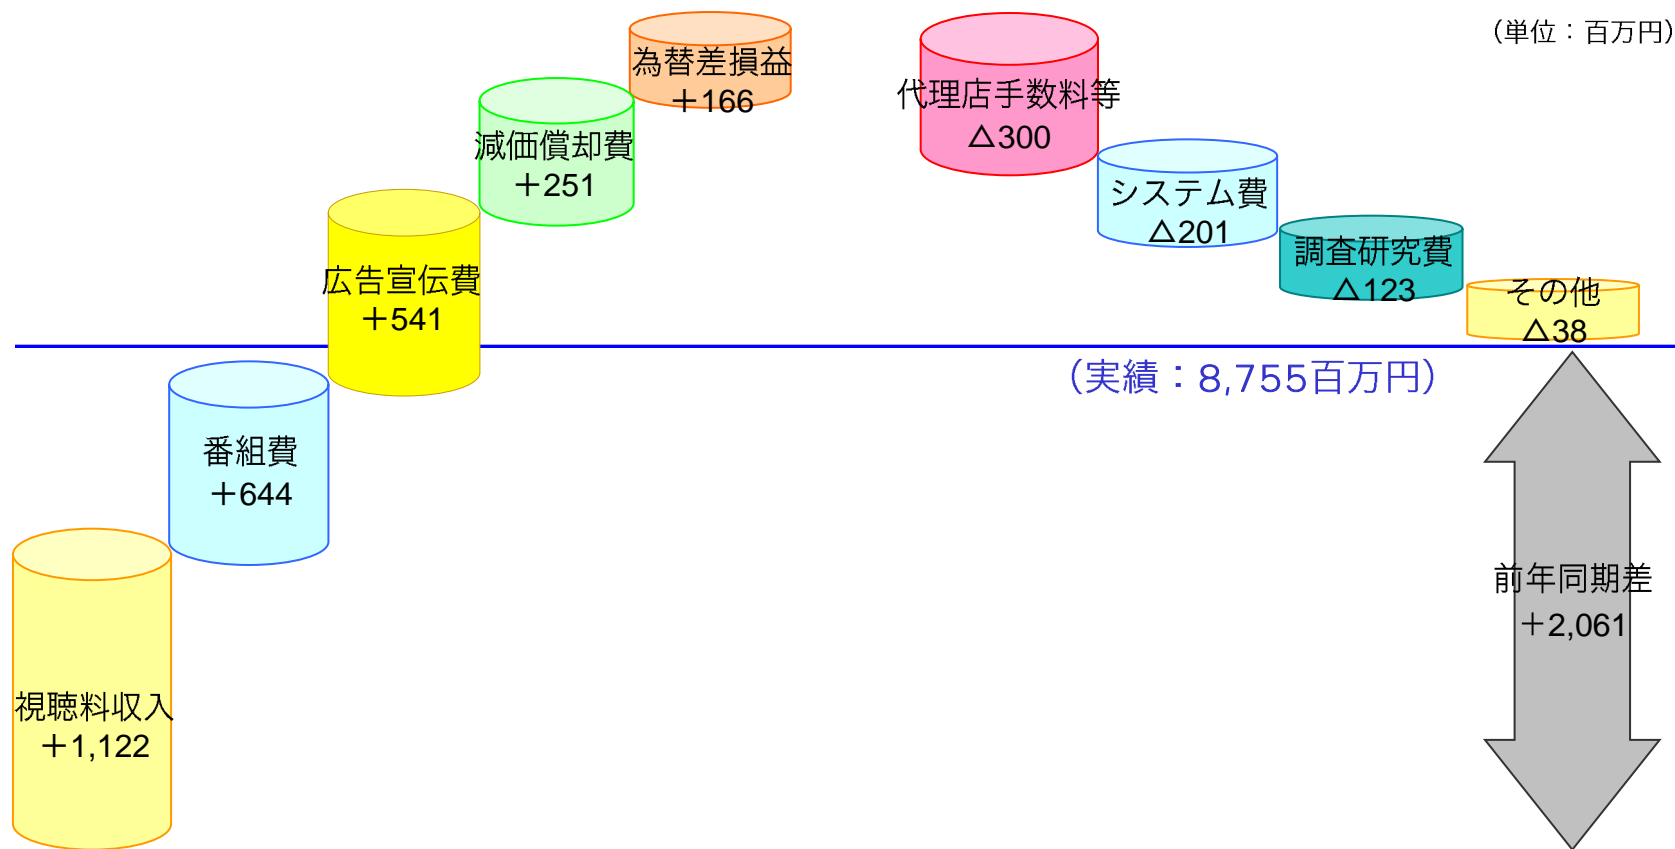 (単位：百万円)
為替差損益
＋166
代理店手数料等
△300
減価償却費
＋251
システム費
△201
広告宣伝費
＋541
調査研究費
△123
その他
△38
(実績：8,755百万円)
番組費
＋644
前年同期差
＋2,061
視聴料収入
＋1,122